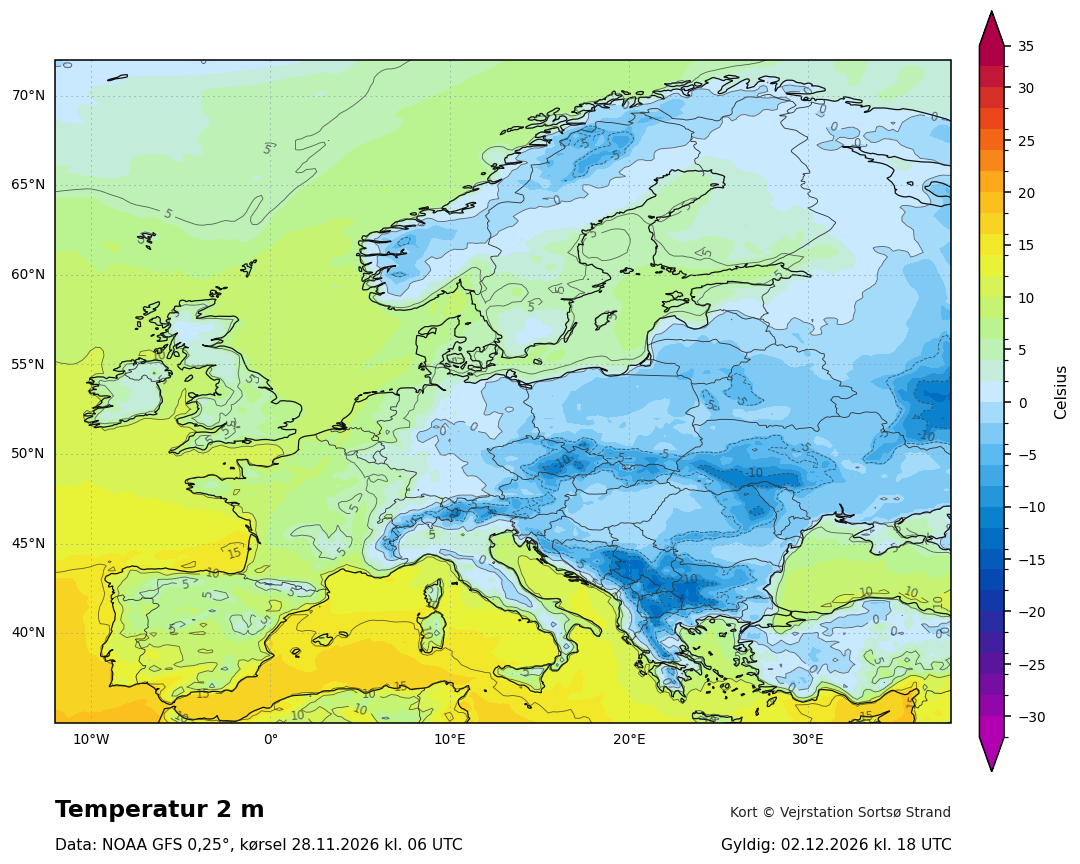 70°N
65°N
60°N
55°N
50°N
45°N
40°N
10°W
0°
10°E
20°E
30°E
35
30
25
20
15
10
5
0
−5
−10
−15
−20
−25
−30
Celsius
Temperatur 2 m
Kort © Vejrstation Sortsø Strand
Data: NOAA GFS 0,25°, kørsel 28.11.2026 kl. 06 UTC
Gyldig: 02.12.2026 kl. 18 UTC